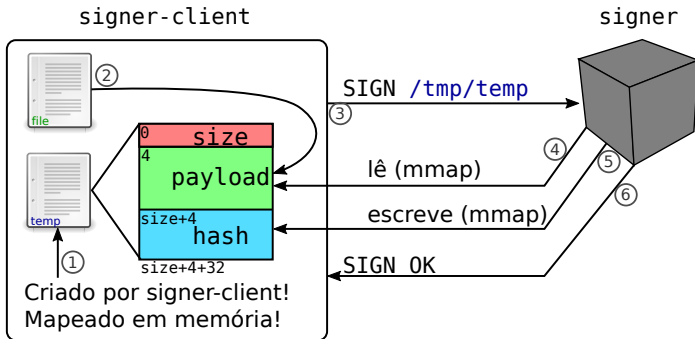 signer-client
signer
2
file
SIGN /tmp/temp
3
0
size
4
payload
4
lê (mmap)
5
6
escreve (mmap)
temp
size+4
hash
1
size+4+32
SIGN OK
Criado por signer-client!
Mapeado em memória!